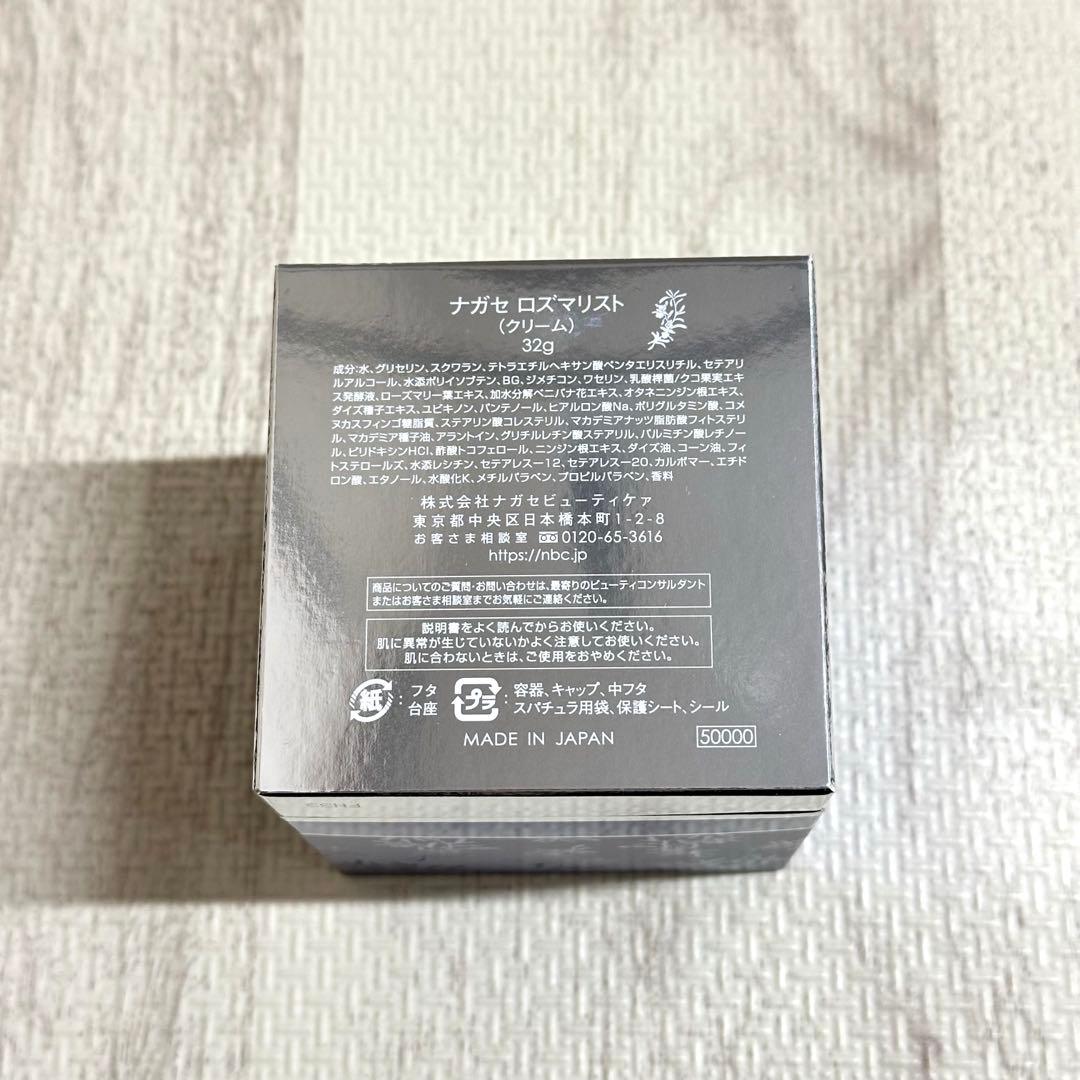 ナガセ ロズマリスト
(クリーム)
32g
成分:水、グリセリン、スクワラン、テトラエチルヘキサン酸ペンタエリスリチル、セテアリ
ルアルコール、水添ポリイソブテン、BG、ジメチコン、ワセリン、乳酸桿菌/クコ果実エキ
ス発酵液、ローズマリー葉エキス、加水分解ベニバナ花エキス、オタネニンジン根エキス、
ダイズ種子エキス、ユビキノン、パンテノール、ヒアルロン酸Na、ポリグルタミン酸、コメ
ヌカスフィンゴ糖脂質、ステアリン酸コレステリル、マカデミアナッツ脂肪酸フィトステリ
ル、マカデミア種子油、アラントイン、グリチルレチン酸ステアリル、パルミチン酸レチノー
ル、ピリドキシンHCl、酢酸トコフェロール、ニンジン根エキス、ダイズ油、コーン油、フィ
トステロールズ、水添レシチン、セテアレス-12、セテアレス-20、カルボマー、エチド
ロン酸、エタノール、水酸化K、メチルパラベン、プロピルパラベン、香料
株式会社ナガセビューティケァ
東京都中央区日本橋本町1-2-8
お客さま相談室 0120-65-3616
https://nbc.jp
商品についてのご質問・お問い合わせは、最寄りのビューティコンサルタント
またはお客さま相談室までお気軽にご連絡ください。
説明書をよく読んでからお使いください。
肌に異常が生じていないかよく注意してお使いください。
肌に合わないときは、ご使用をおやめください。
紙 : フタ 台座
プラ : 容器、キャップ、中フタ
スパチュラ用袋、保護シート、シール
MADE IN JAPAN 50000